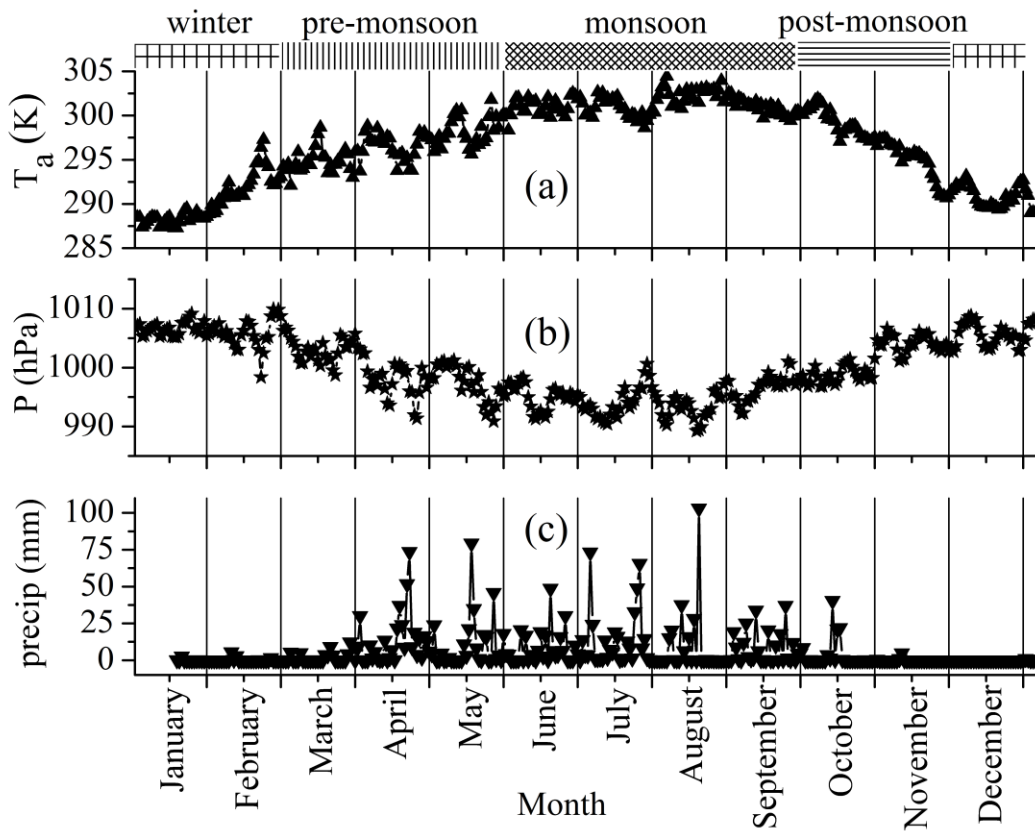 winter pre-monsoon monsoon post-monsoon
305
300
295
290
285
T_a (K)
(a)
1010
1000
990
P (hPa)
(b)
100
75
50
25
0
precip (mm)
(c)
January
February
March
April
May
June
July
August
September
October
November
December
Month